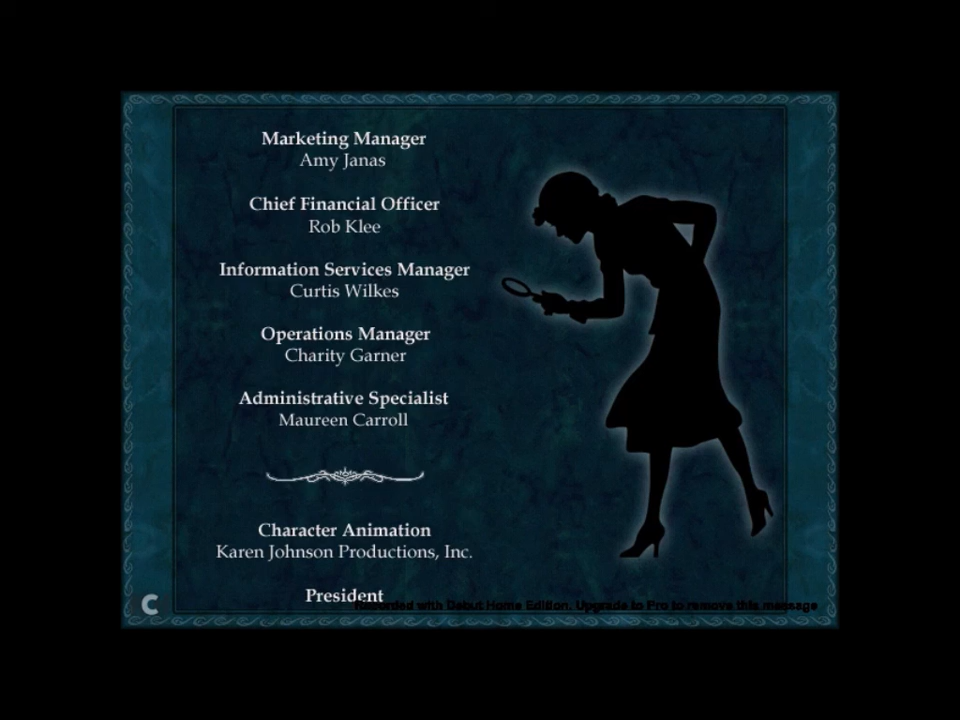 Marketing Manager
Amy Janas
Chief Financial Officer
Rob Klee
Information Services Manager
Curtis Wilkes
Operations Manager
Charity Garner
Administrative Specialist
Maureen Carroll
Character Animation
Karen Johnson Productions, Inc.
President
Recorded with Debut Home Edition. Upgrade to Pro to remove this message
C